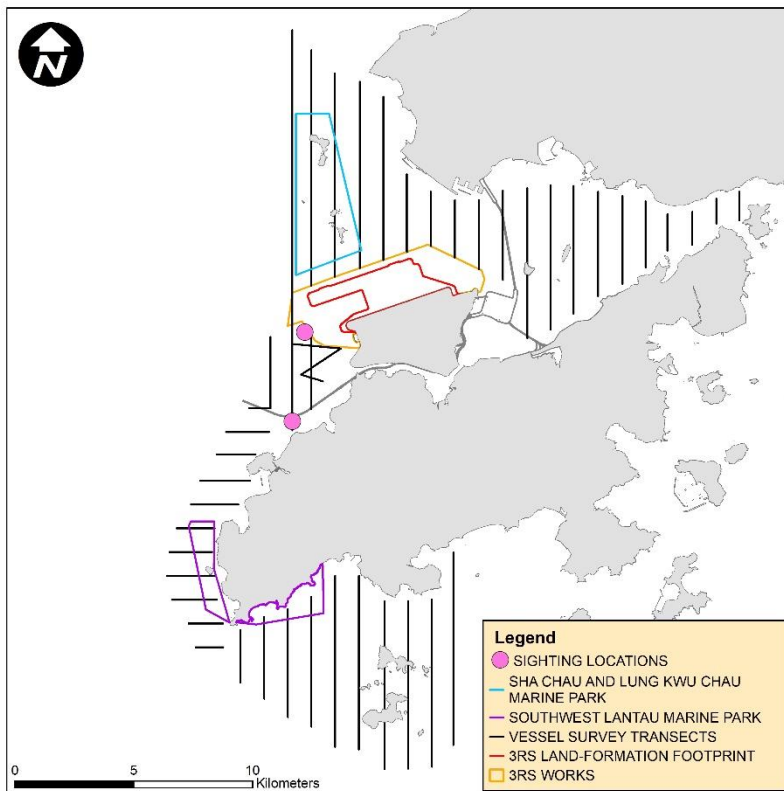 N
Legend
SIGHTING LOCATIONS
SHA CHAU AND LUNG KWU CHAU
MARINE PARK
SOUTHWEST LANTAU MARINE PARK
VESSEL SURVEY TRANSECTS
3RS LAND-FORMATION FOOTPRINT
3RS WORKS
0 5 10
Kilometers